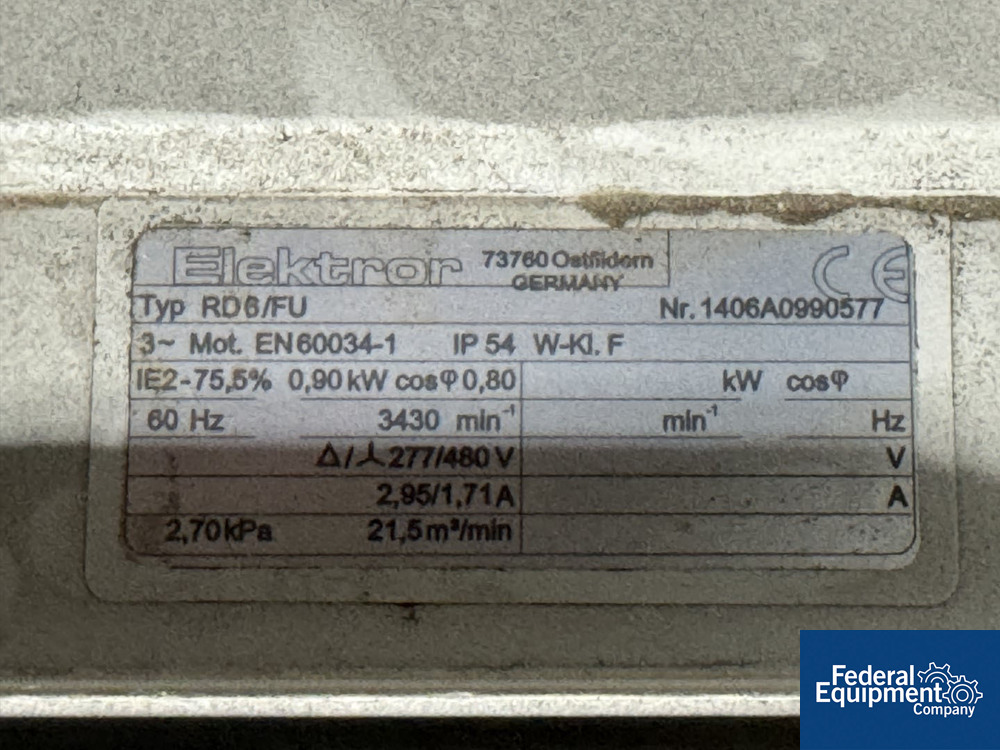 Elektror 73760 Ostfildern
GERMANY
CE
Typ RD6/FU Nr. 1406A0990577
3~ Mot. EN60034-1 IP 54 W-Kl. F
IE2-75,5% 0,90 kW cosφ 0,80 kW cosφ
60 Hz 3430 min⁻¹ min⁻¹ Hz
Δ/⅄ 277/480 V V
2,95/1,71 A A
2,70 kPa 21,5 m³/min
Federal
Equipment
Company